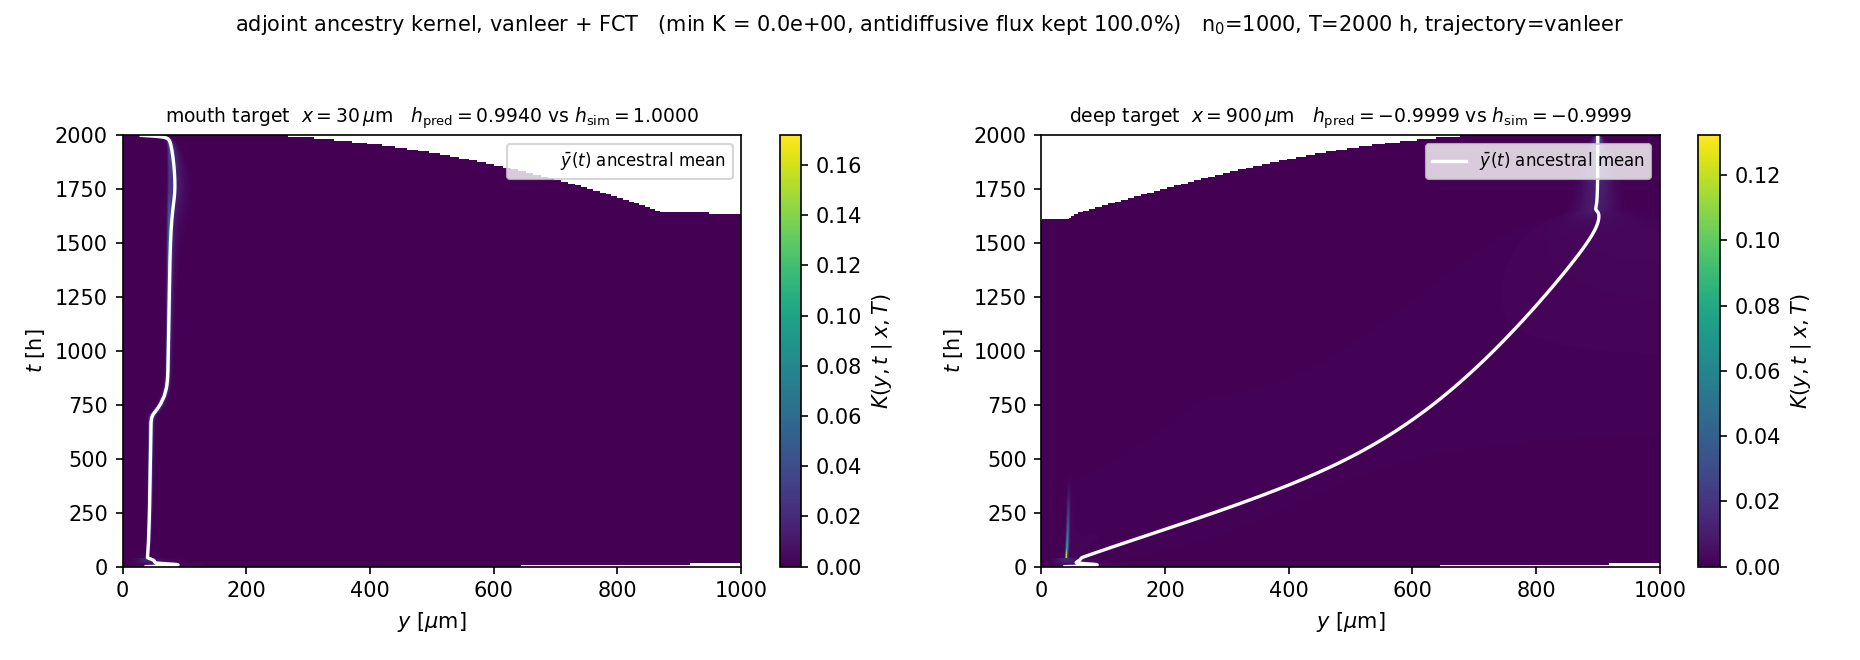 adjoint ancestry kernel, vanleer + FCT (min K = 0.0e+00, antidiffusive flux kept 100.0%) n₀=1000, T=2000 h, trajectory=vanleer
mouth target x = 30 μm h_pred = 0.9940 vs h_sim = 1.0000
2000
1750
1500
1250
1000
750
500
250
0
t [h]
0 200 400 600 800 1000
y [μm]
ȳ(t) ancestral mean
0.16
0.14
0.12
0.10
0.08
0.06
0.04
0.02
0.00
K(y, t | x, T)
deep target x = 900 μm h_pred = −0.9999 vs h_sim = −0.9999
2000
1750
1500
1250
1000
750
500
250
0
t [h]
0 200 400 600 800 1000
y [μm]
ȳ(t) ancestral mean
0.12
0.10
0.08
0.06
0.04
0.02
0.00
K(y, t | x, T)